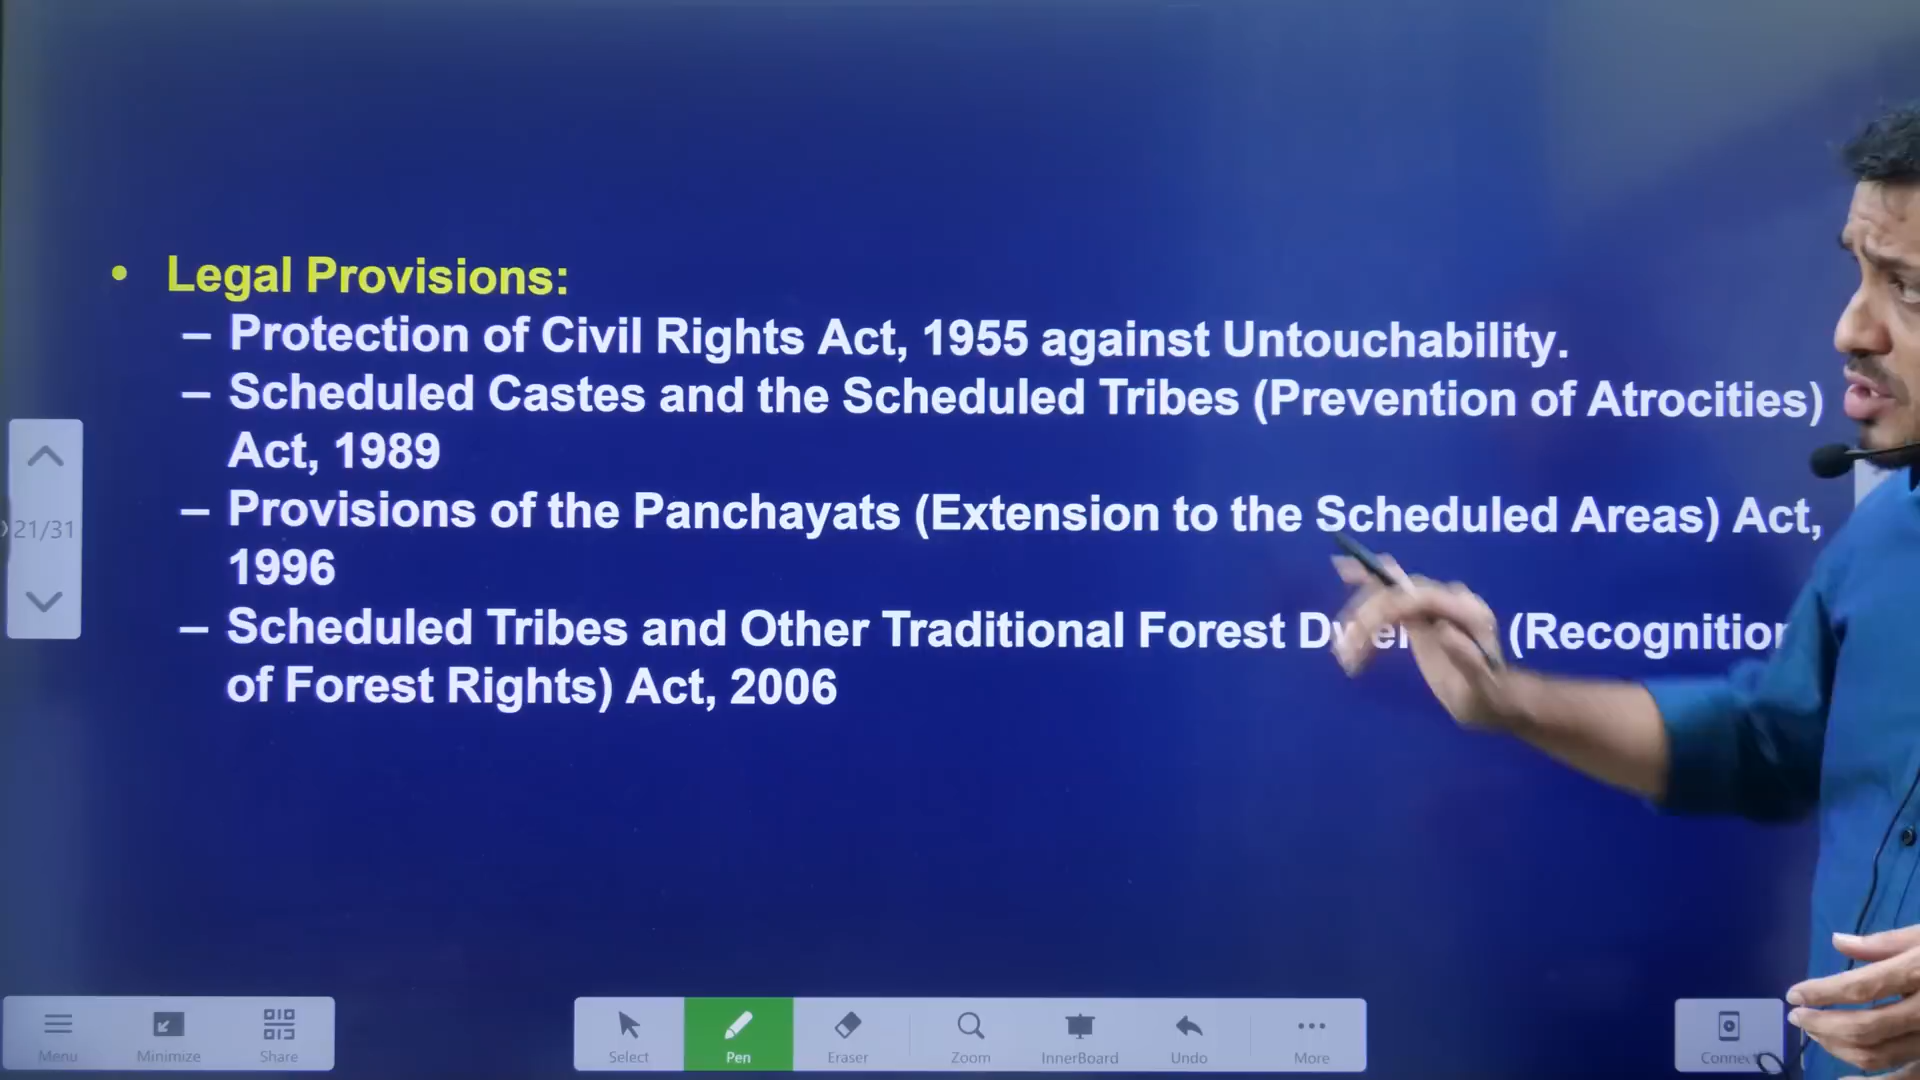 • Legal Provisions:
– Protection of Civil Rights Act, 1955 against Untouchability.
– Scheduled Castes and the Scheduled Tribes (Prevention of Atrocities)
Act, 1989
– Provisions of the Panchayats (Extension to the Scheduled Areas) Act,
1996
– Scheduled Tribes and Other Traditional Forest (Recognition
of Forest Rights) Act, 2006
21/31
Menu Minimize Share Select Pen Eraser Zoom InnerBoard Undo More